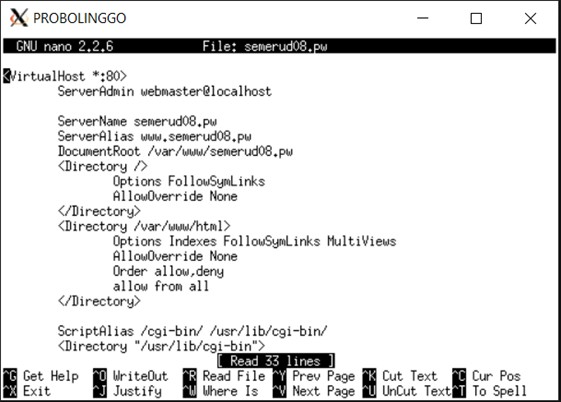 PROBOLINGGO
GNU nano 2.2.6 File: semerud08.pw
<VirtualHost *:80>
ServerAdmin webmaster@localhost
ServerName semerud08.pw
ServerAlias www.semerud08.pw
DocumentRoot /var/www/semerud08.pw
<Directory />
Options FollowSymLinks
AllowOverride None
</Directory>
<Directory /var/www/html>
Options Indexes FollowSymLinks MultiViews
AllowOverride None
Order allow,deny
allow from all
</Directory>
ScriptAlias /cgi-bin/ /usr/lib/cgi-bin/
<Directory "/usr/lib/cgi-bin">
[ Read 33 lines ]
^G Get Help ^O WriteOut ^R Read File ^Y Prev Page ^K Cut Text ^C Cur Pos
^X Exit ^J Justify ^W Where Is ^V Next Page ^U UnCut Text ^T To Spell